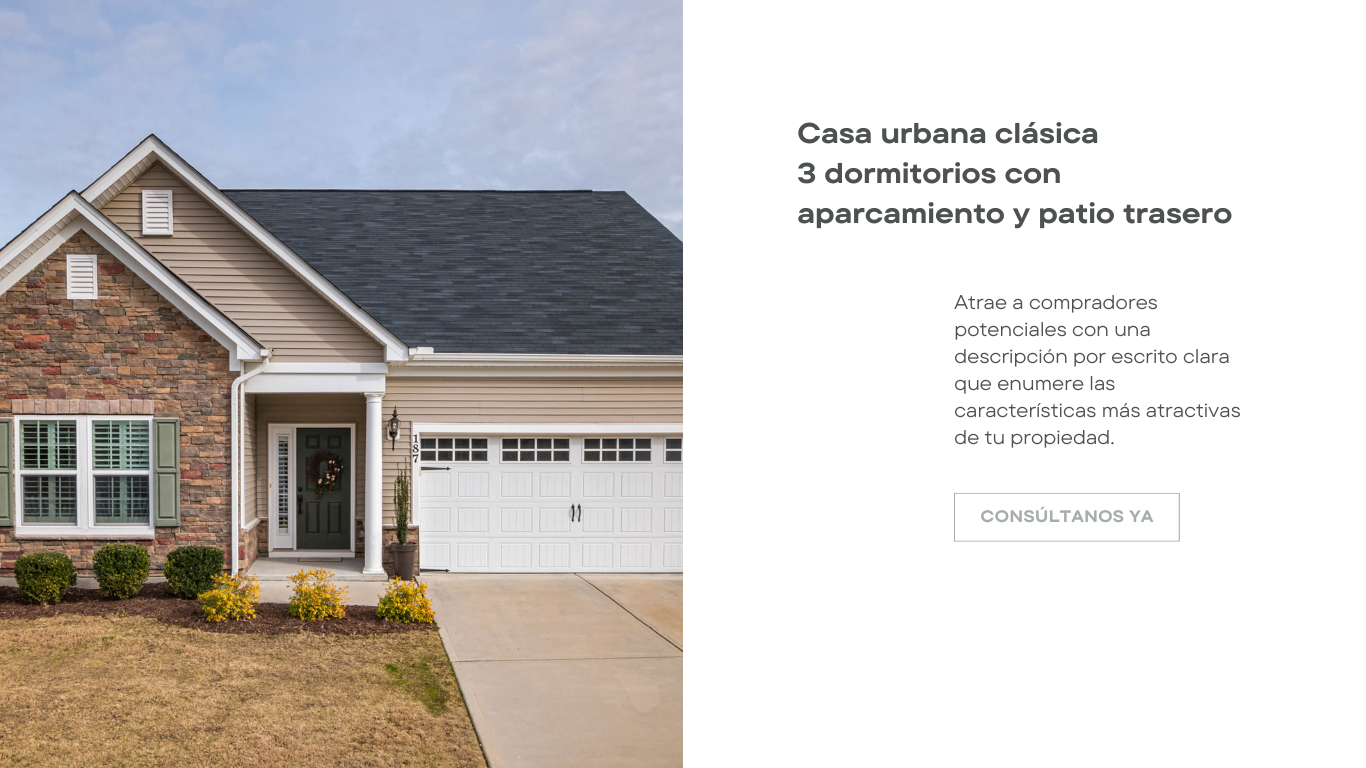 187
Casa urbana clásica
3 dormitorios con
aparcamiento y patio trasero
Atrae a compradores
potenciales con una
descripción por escrito clara
que enumere las
características más atractivas
de tu propiedad.
CONSÚLTANOS YA